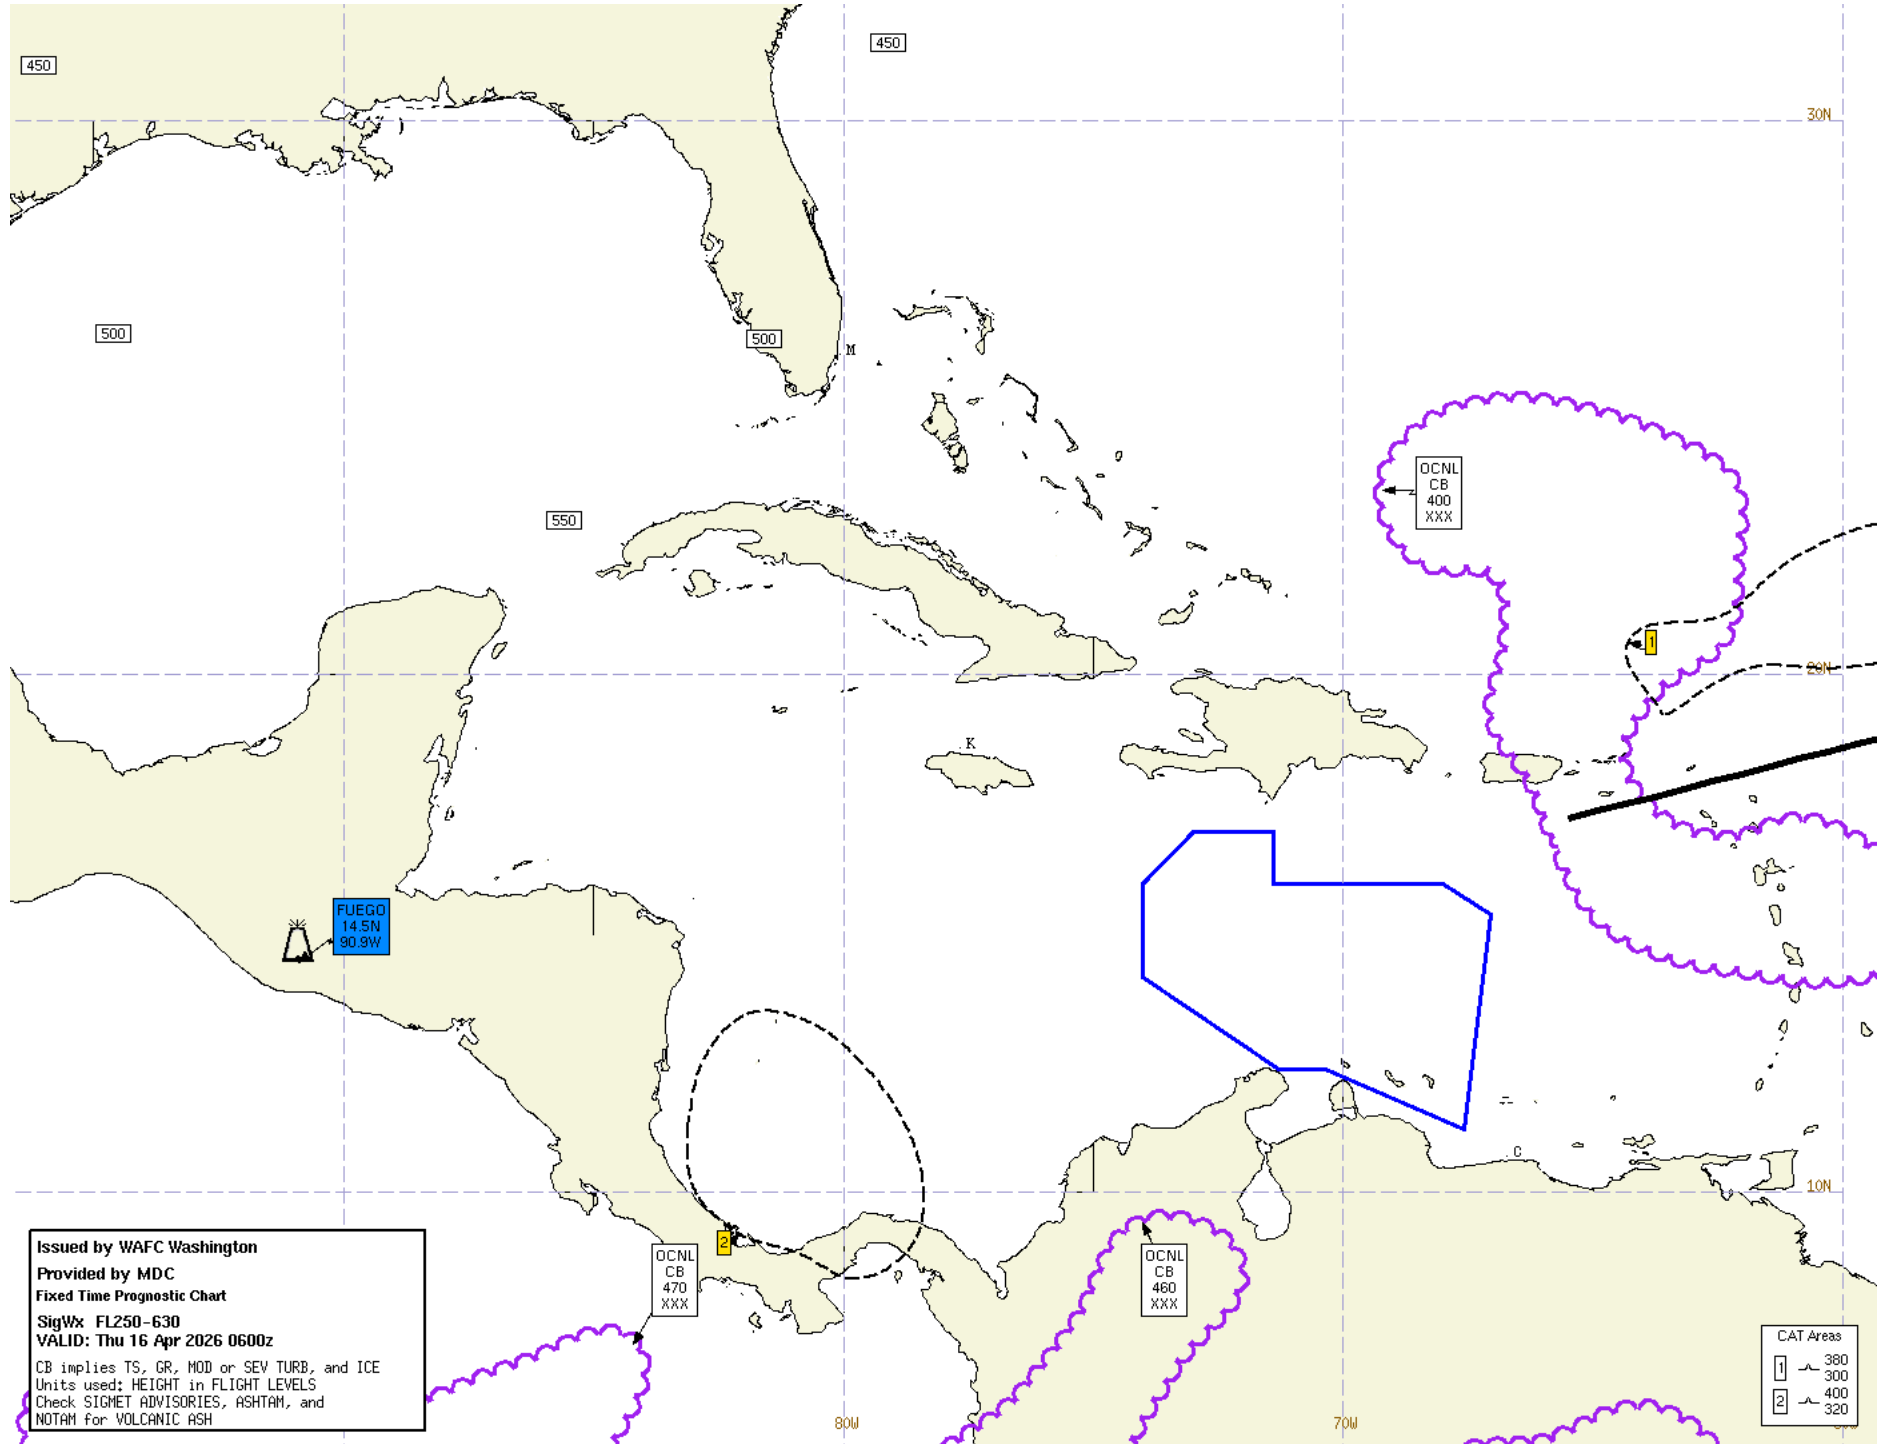 450
450
30N
500
500
M
OCNL
CB
400
XXX
550
1
20N
K
FUEGO
14.5N
90.9W
C
10N
2
OCNL
CB
470
XXX
OCNL
CB
460
XXX
Issued by WAFC Washington
Provided by MDC
Fixed Time Prognostic Chart
SigWx FL250-630
VALID: Thu 16 Apr 2026 0600z
CB implies TS, GR, MOD or SEV TURB, and ICE
Units used: HEIGHT in FLIGHT LEVELS
Check SIGMET ADVISORIES, ASHTAM, and
NOTAM for VOLCANIC ASH
CAT Areas
1 380
300
2 400
320
80W
70W